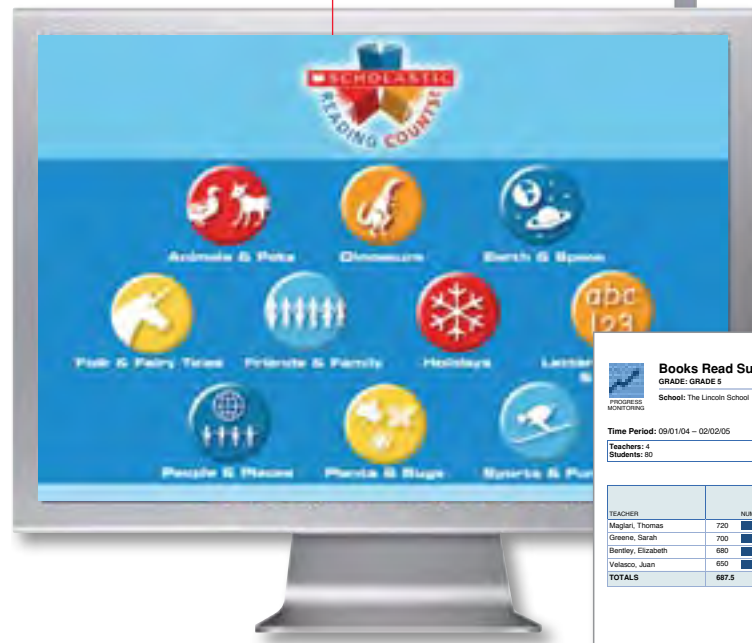 SCHOLASTIC
READING COUNTS!
Animals & Pets
Dinosaurs
Earth & Space
abc
123
Folk & Fairy Tales
Friends & Family
Holidays
People & Places
Plants & Bugs
Sports &
PROGRESS
MONITORING
Books Read Su
GRADE: GRADE 5
School: The Lincoln School
Time Period: 09/01/04 – 02/02/05
Teachers: 4
Students: 80
TEACHER NUM
Maglari, Thomas 720
Greene, Sarah 700
Bentley, Elizabeth 680
Velasco, Juan 650
TOTALS 687.5